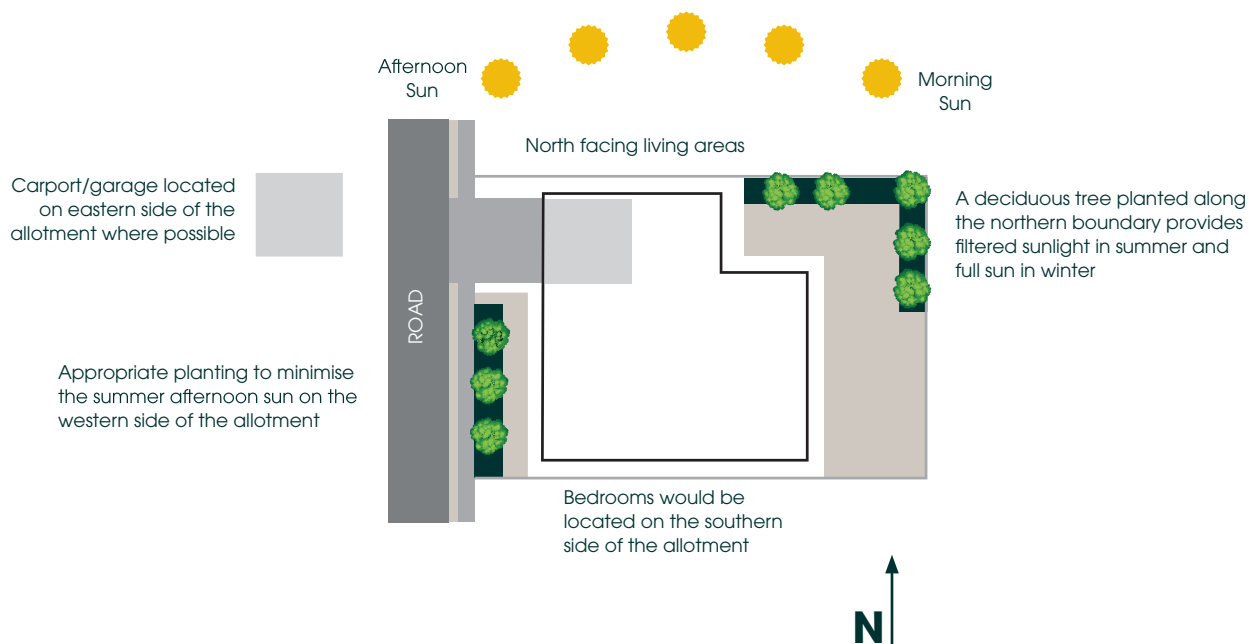 Afternoon
Sun
Morning
Sun
North facing living areas
Carport/garage located
on eastern side of the
allotment where possible
A deciduous tree planted along
the northern boundary provides
filtered sunlight in summer and
full sun in winter
ROAD
Appropriate planting to minimise
the summer afternoon sun on the
western side of the allotment
Bedrooms would be
located on the southern
side of the allotment
N